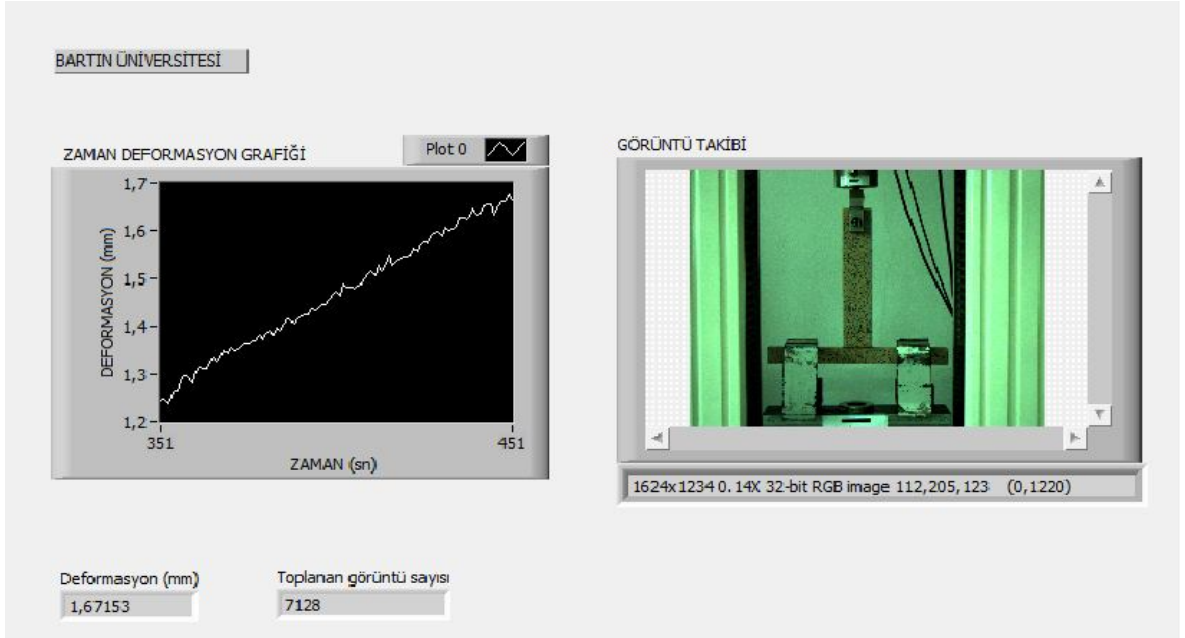 BARTIN ÜNİVERSİTESİ
ZAMAN DEFORMASYON GRAFİĞİ
Plot 0
1,7
1,6
1,5
1,4
1,3
1,2
DEFORMASYON (mm)
351
451
ZAMAN (sn)
GÖRÜNTÜ TAKİBİ
1624x1234 0.14X 32-bit RGB image 112,205,123 (0,1220)
Deformasyon (mm)
1,67153
Toplanan görüntü sayısı
7128